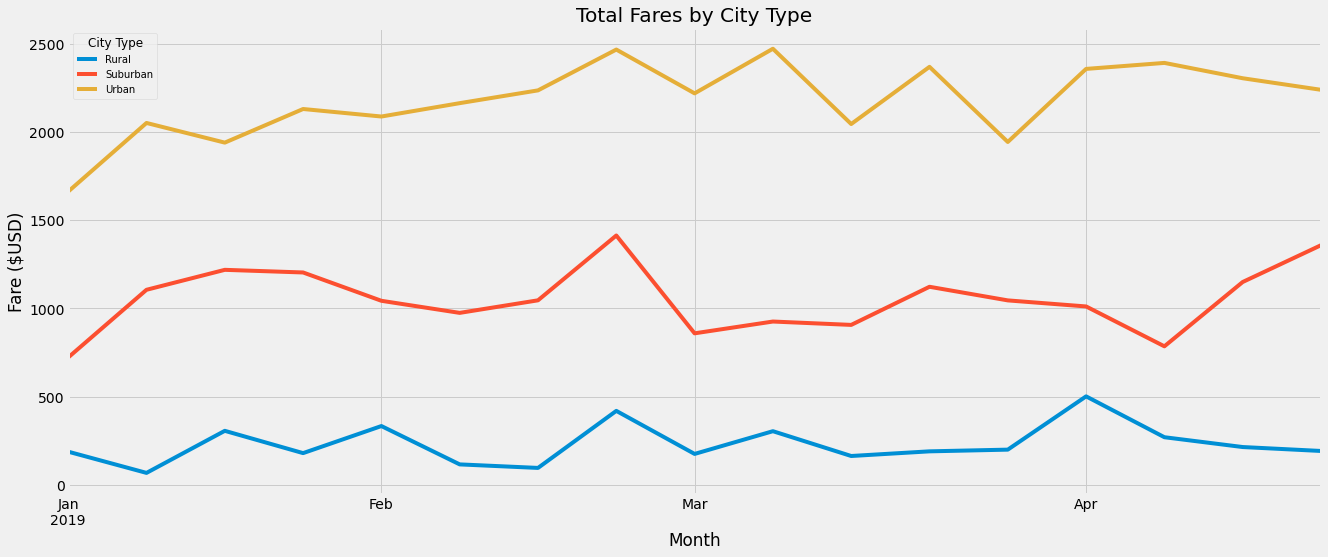 Total Fares by City Type
City Type
Rural
Suburban
Urban
Fare ($USD)
2500
2000
1500
1000
500
0
Jan
2019
Feb
Mar
Apr
Month